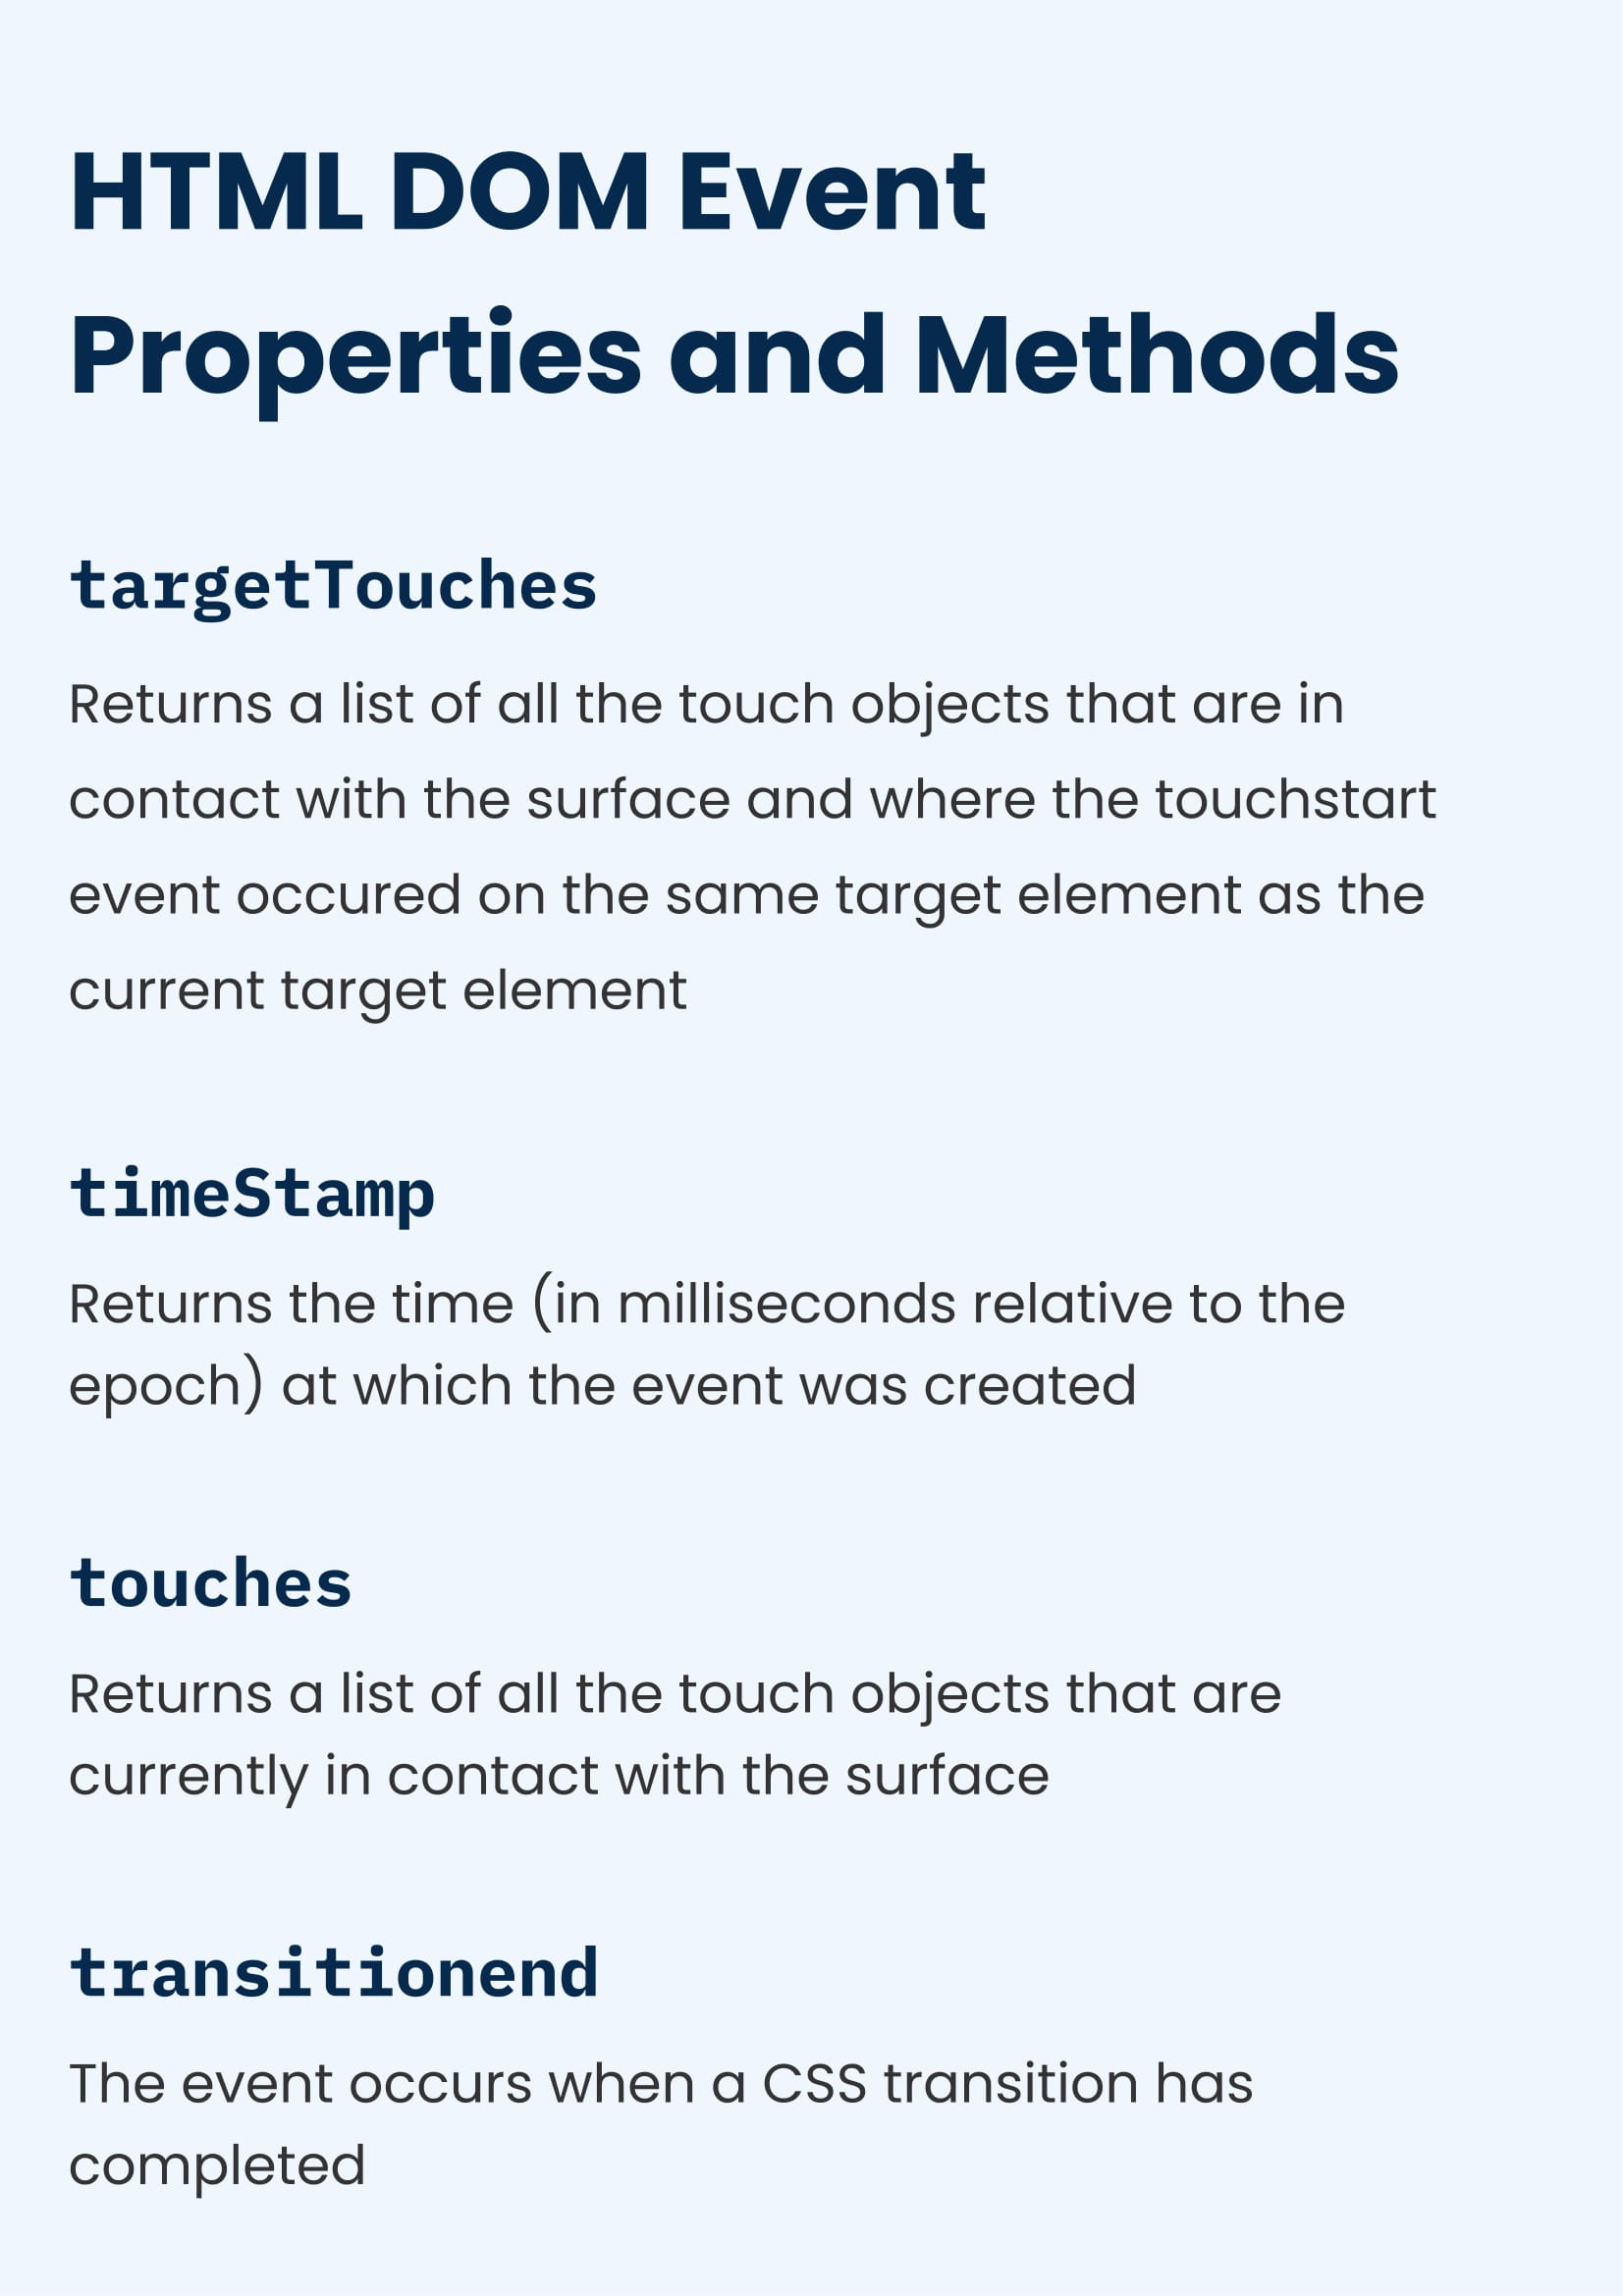 HTML DOM Event
Properties and Methods
targetTouches
Returns a list of all the touch objects that are in
contact with the surface and where the touchstart
event occured on the same target element as the
current target element
timeStamp
Returns the time (in milliseconds relative to the
epoch) at which the event was created
touches
Returns a list of all the touch objects that are
currently in contact with the surface
transitionend
The event occurs when a CSS transition has
completed